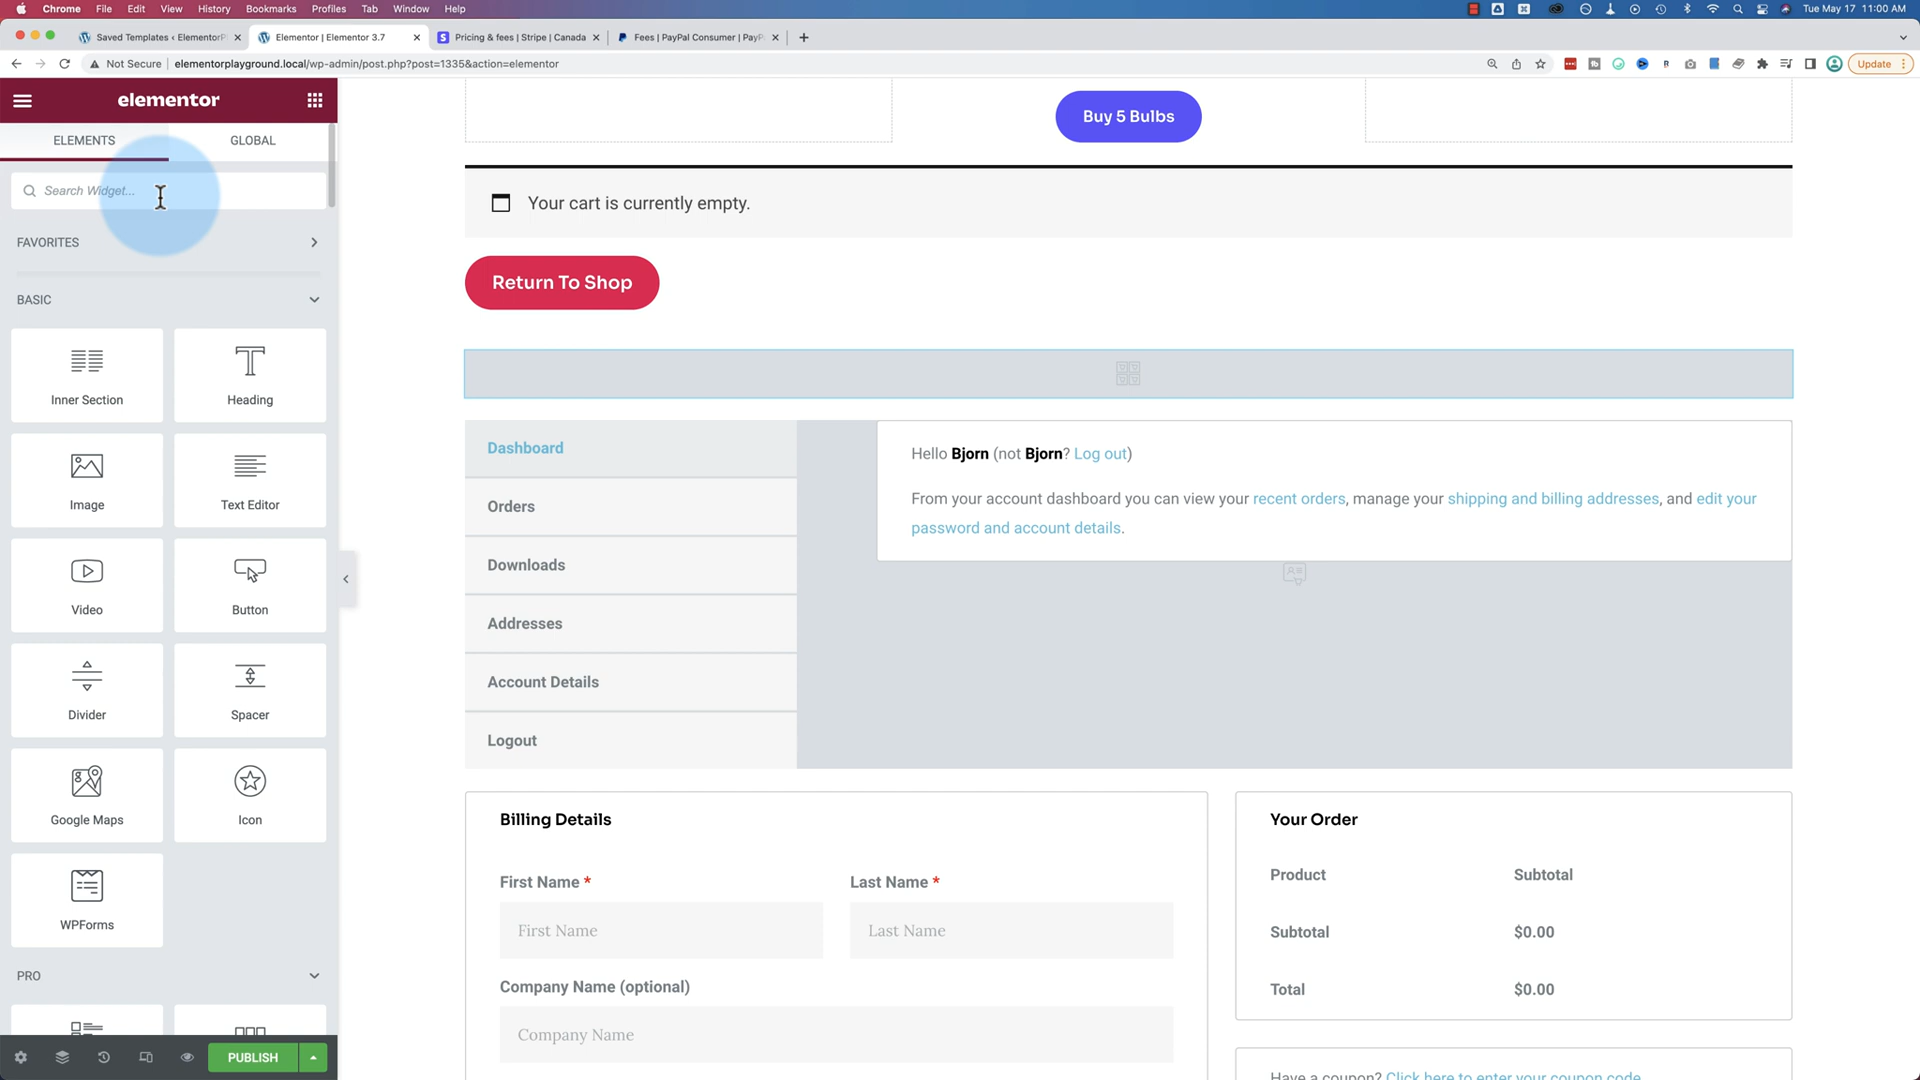 Chrome File Edit View History Bookmarks Profiles Tab Window Help
Tue May 17 11:00 AM
Saved Templates ‹ ElementorPl
Elementor | Elementor 3.7
Pricing & fees | Stripe | Canada
Fees | PayPal Consumer | PayP
Not Secure | elementorplayground.local/wp-admin/post.php?post=1335&action=elementor
Update
elementor
ELEMENTS
GLOBAL
Search Widget...
FAVORITES
BASIC
Inner Section
Heading
Image
Text Editor
Video
Button
Divider
Spacer
Google Maps
Icon
WPForms
PRO
PUBLISH
Buy 5 Bulbs
Your cart is currently empty.
Return To Shop
Dashboard
Orders
Downloads
Addresses
Account Details
Logout
Hello Bjorn (not Bjorn? Log out)
From your account dashboard you can view your recent orders, manage your shipping and billing addresses, and edit your
password and account details.
Billing Details
First Name *
Last Name *
First Name
Last Name
Company Name (optional)
Company Name
Your Order
Product Subtotal
Subtotal $0.00
Total $0.00
Have a coupon? Click here to enter your coupon code